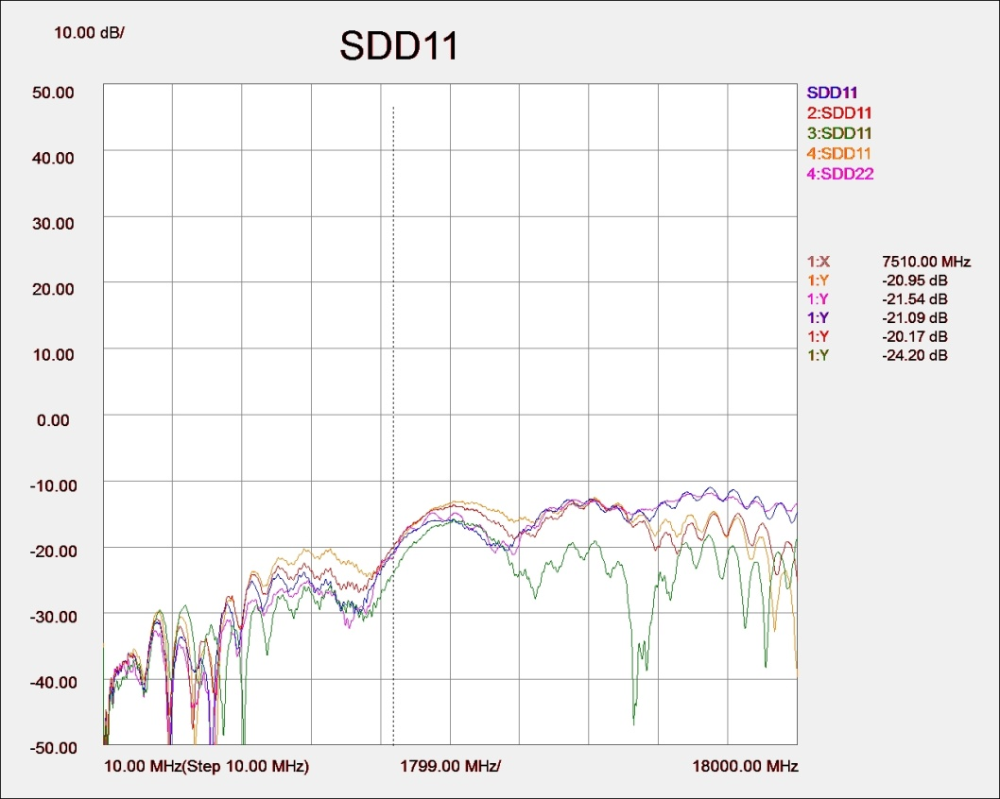 10.00 dB/
SDD11
50.00
40.00
30.00
20.00
10.00
0.00
-10.00
-20.00
-30.00
-40.00
-50.00
10.00 MHz(Step 10.00 MHz)
1799.00 MHz/
18000.00 MHz
SDD11
2:SDD11
3:SDD11
4:SDD11
4:SDD22
1:X 7510.00 MHz
1:Y -20.95 dB
1:Y -21.54 dB
1:Y -21.09 dB
1:Y -20.17 dB
1:Y -24.20 dB